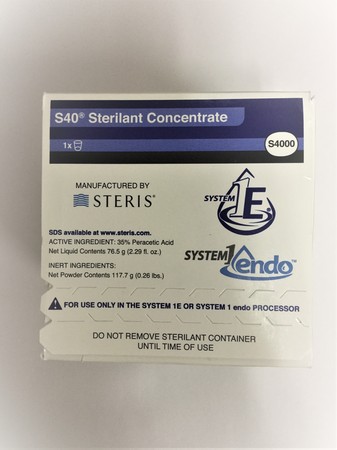 S40® Sterilant Concentrate
1x
S4000
MANUFACTURED BY
STERIS®
SYSTEM 1E®
SDS available at www.steris.com.
ACTIVE INGREDIENT: 35% Peracetic Acid
Net Liquid Contents 76.5 g (2.29 fl. oz.)
SYSTEM 1 endo™
INERT INGREDIENTS:
Net Powder Contents 117.7 g (0.26 lbs.)
FOR USE ONLY IN THE SYSTEM 1E OR SYSTEM 1 endo PROCESSOR
DO NOT REMOVE STERILANT CONTAINER
UNTIL TIME OF USE